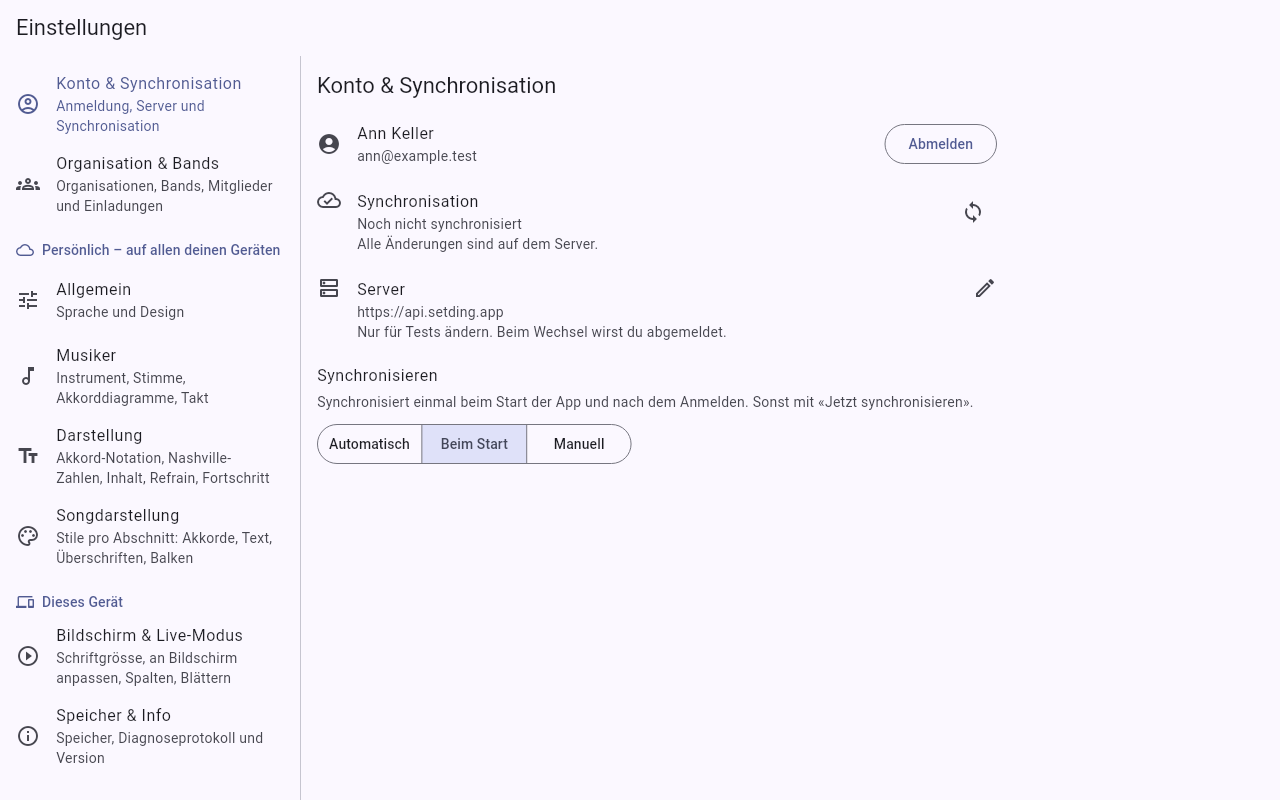 Einstellungen
Konto & Synchronisation
Anmeldung, Server und
Synchronisation
Organisation & Bands
Organisationen, Bands, Mitglieder
und Einladungen
Persönlich – auf allen deinen Geräten
Allgemein
Sprache und Design
Musiker
Instrument, Stimme,
Akkorddiagramme, Takt
Darstellung
Akkord-Notation, Nashville-
Zahlen, Inhalt, Refrain, Fortschritt
Songdarstellung
Stile pro Abschnitt: Akkorde, Text,
Überschriften, Balken
Dieses Gerät
Bildschirm & Live-Modus
Schriftgrösse, an Bildschirm
anpassen, Spalten, Blättern
Speicher & Info
Speicher, Diagnoseprotokoll und
Version
Konto & Synchronisation
Ann Keller
ann@example.test
Abmelden
Synchronisation
Noch nicht synchronisiert
Alle Änderungen sind auf dem Server.
Server
https://api.setding.app
Nur für Tests ändern. Beim Wechsel wirst du abgemeldet.
Synchronisieren
Synchronisiert einmal beim Start der App und nach dem Anmelden. Sonst mit «Jetzt synchronisieren».
Automatisch
Beim Start
Manuell